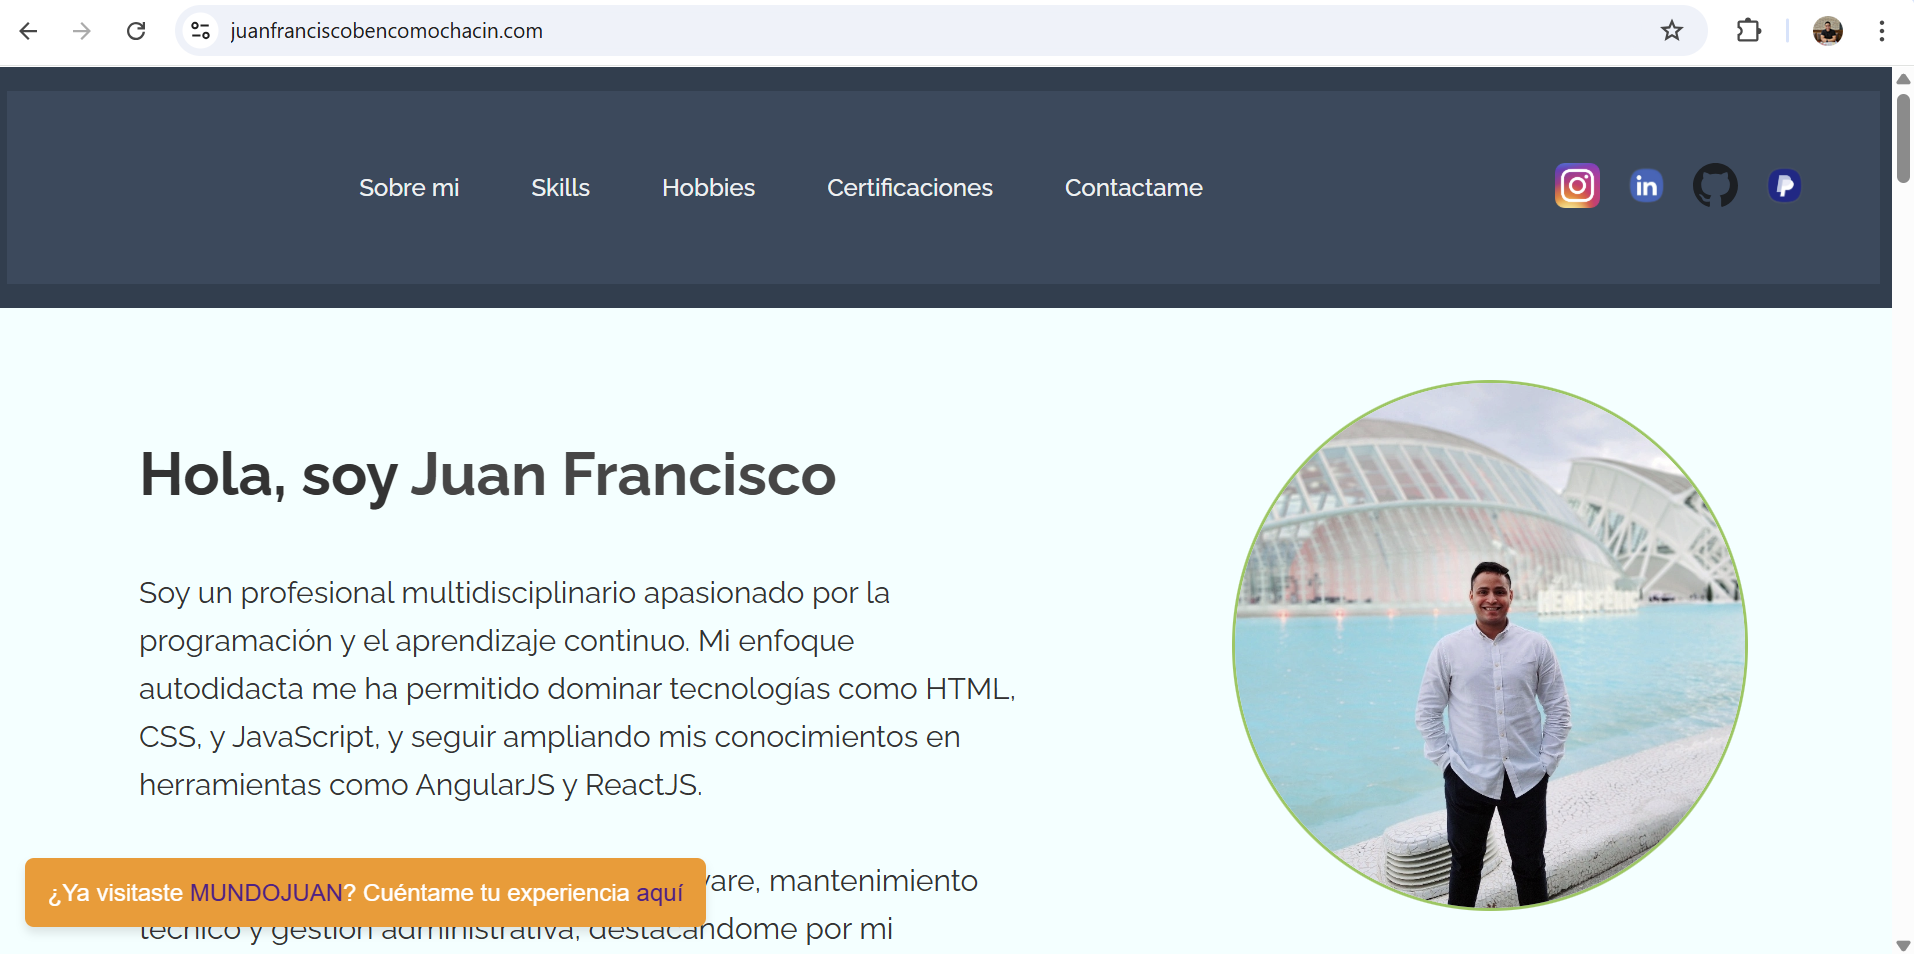 juanfranciscobencomochacin.com
Sobre mi Skills Hobbies Certificaciones Contactame
Hola, soy Juan Francisco
Soy un profesional multidisciplinario apasionado por la
programación y el aprendizaje continuo. Mi enfoque
autodidacta me ha permitido dominar tecnologías como HTML,
CSS, y JavaScript, y seguir ampliando mis conocimientos en
herramientas como AngularJS y ReactJS.
mantenimiento
técnico y gestión administrativa, destacándome por mi
¿Ya visitaste MUNDOJUAN? Cuéntame tu experiencia aquí
HEMISFÈRIC